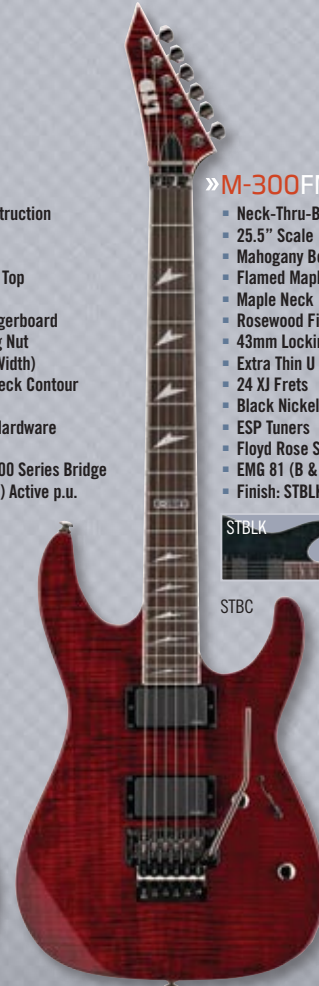 LTD
truction
Top
gerboard
g Nut
Width)
eck Contour
ardware
00 Series Bridge
) Active p.u.
»M-300F
Neck-Thru-B
25.5” Scale
Mahogany B
Flamed Mapl
Maple Neck
Rosewood Fi
43mm Lockin
Extra Thin U
24 XJ Frets
Black Nickel
ESP Tuners
Floyd Rose S
EMG 81 (B &
Finish: STBL
STBLK
STBC